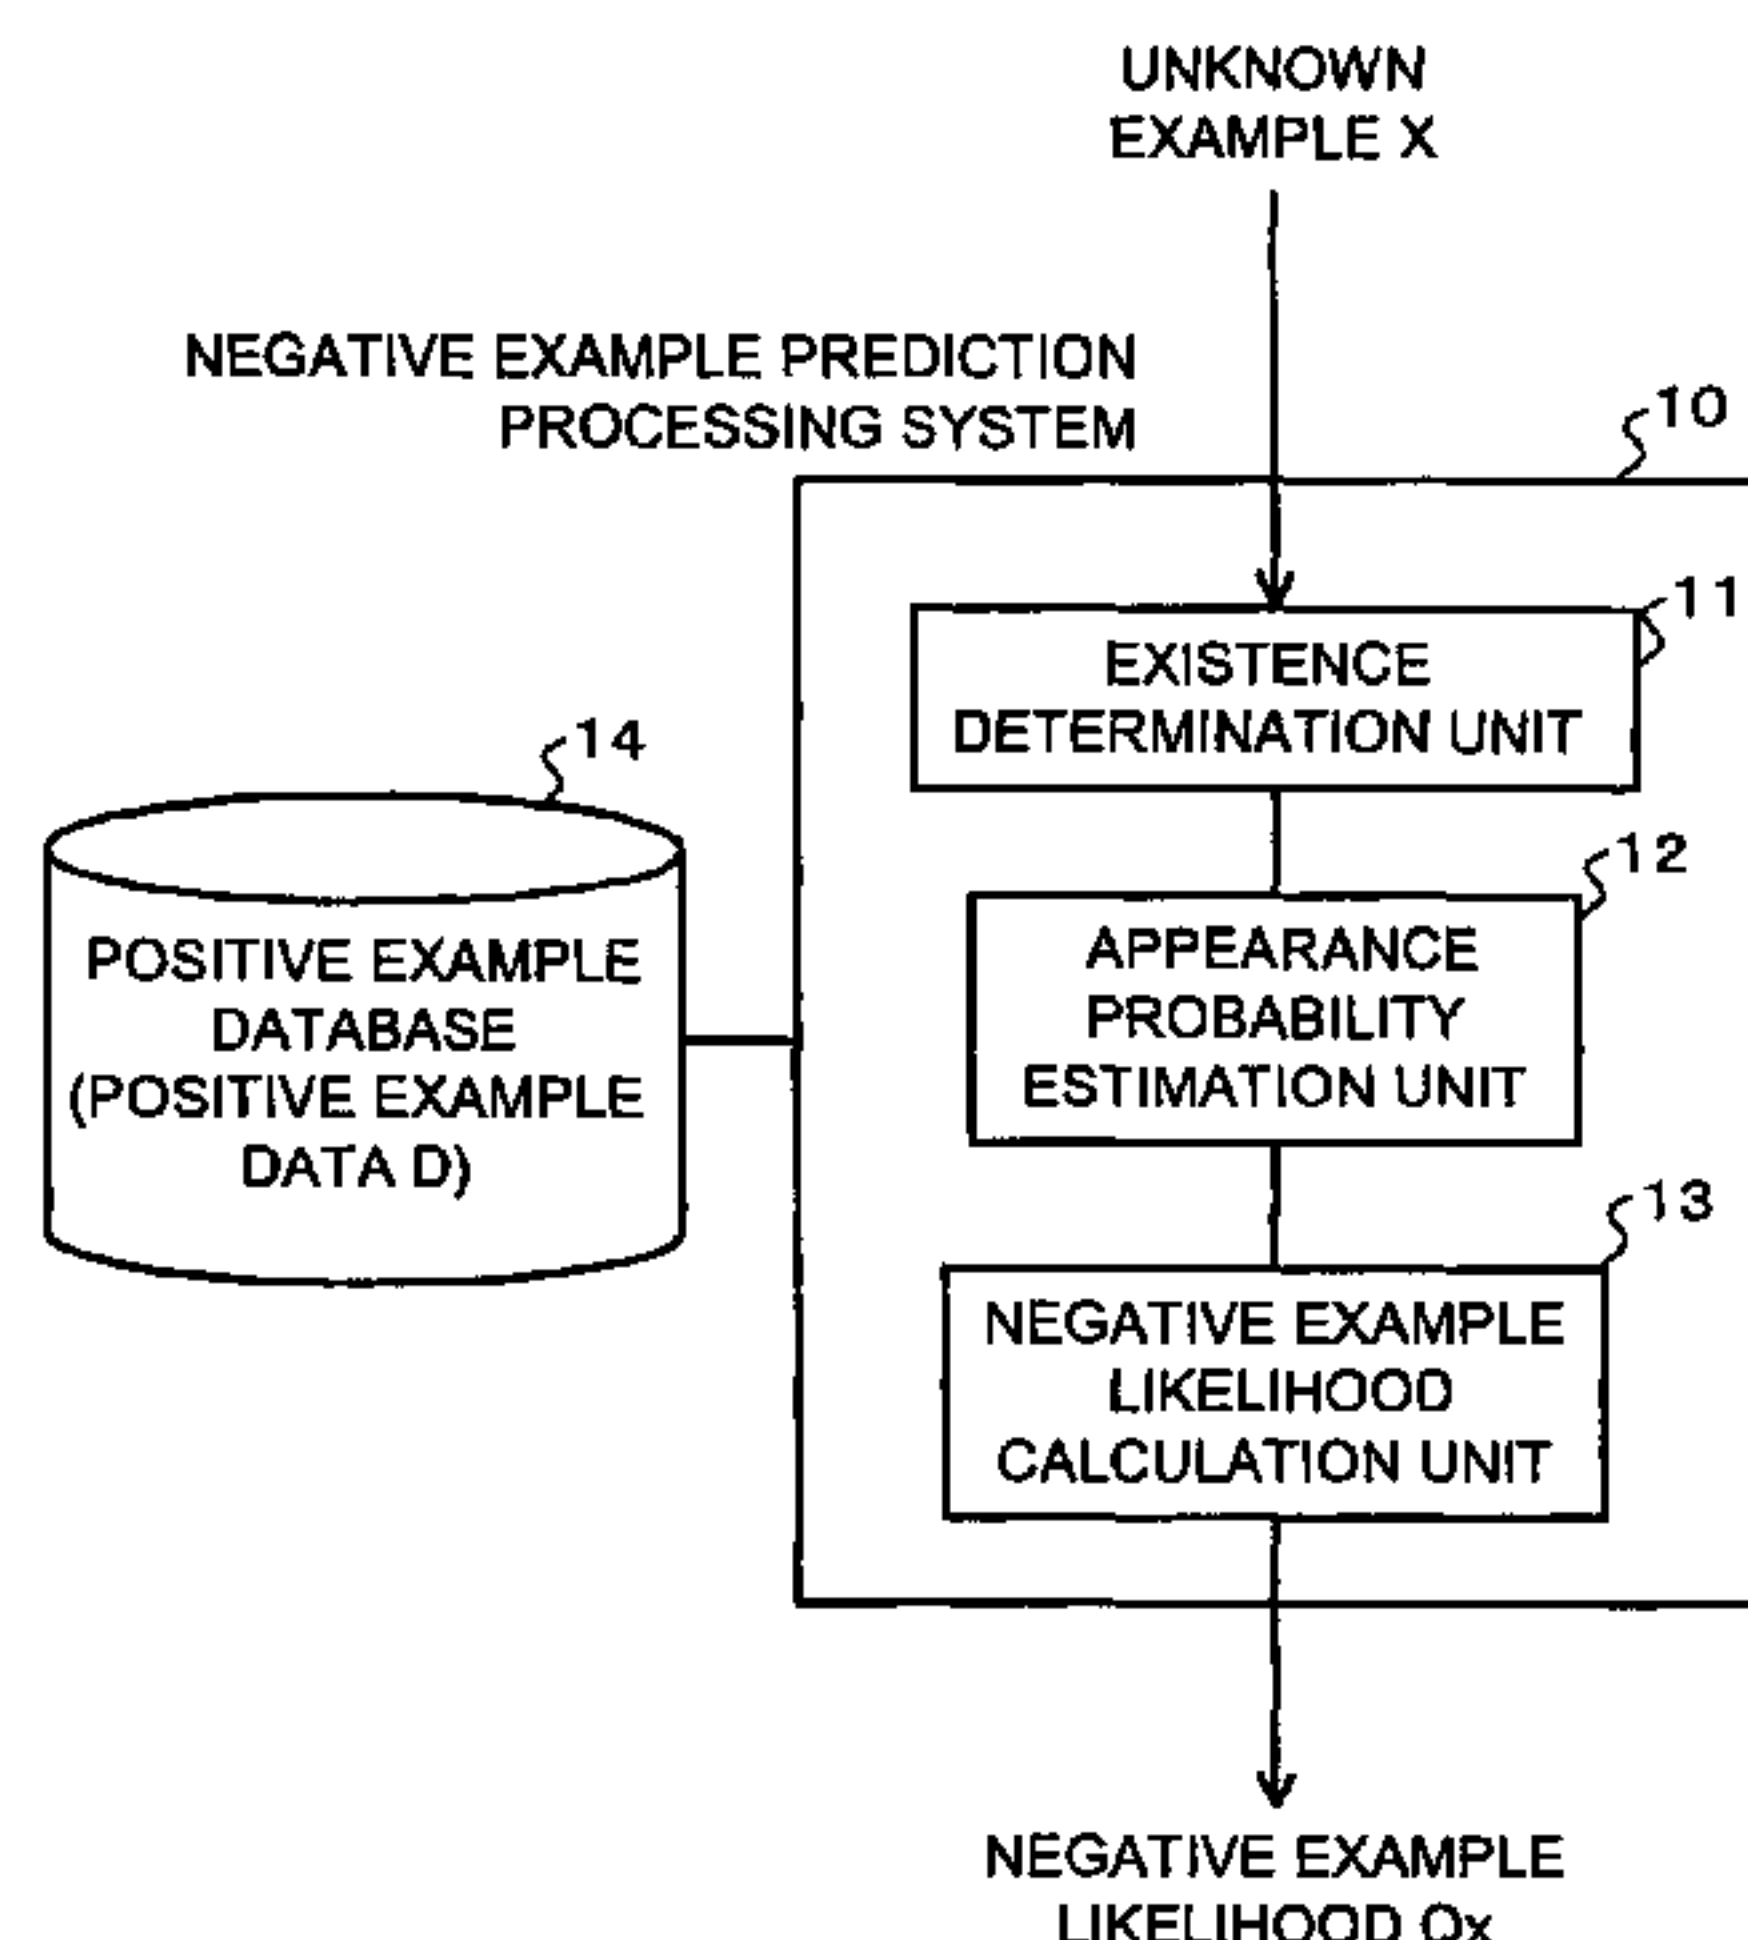 UNKNOWN
EXAMPLE X
NEGATIVE EXAMPLE PREDICTION
PROCESSING SYSTEM
10
11
EXISTENCE
DETERMINATION UNIT
14
12
POSITIVE EXAMPLE
DATABASE
(POSITIVE EXAMPLE
DATA D)
APPEARANCE
PROBABILITY
ESTIMATION UNIT
13
NEGATIVE EXAMPLE
LIKELIHOOD
CALCULATION UNIT
NEGATIVE EXAMPLE
LIKELIHOOD